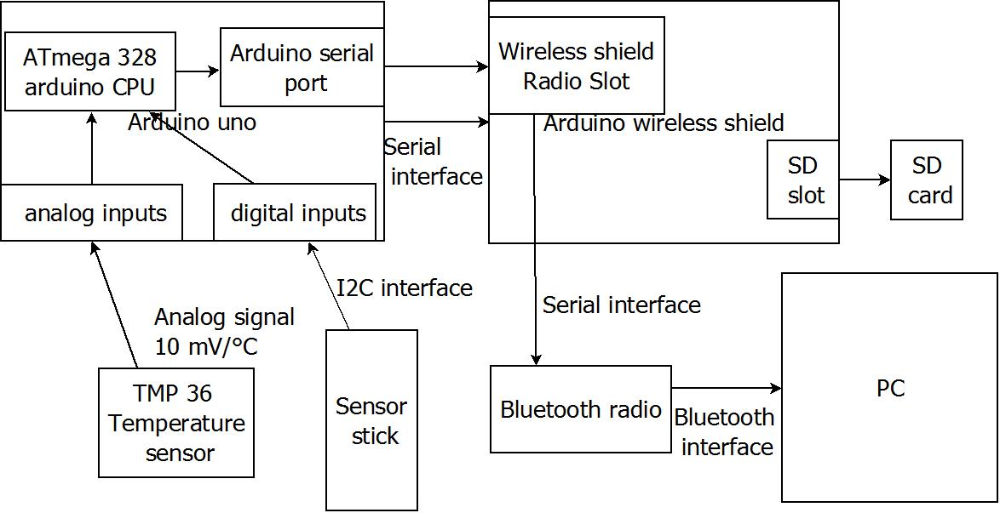 ATmega 328
arduino CPU
Arduino serial
port
Arduino uno
analog inputs
digital inputs
Serial
interface
Wireless shield
Radio Slot
Arduino wireless shield
SD
slot
SD
card
I2C interface
Analog signal
10 mV/°C
TMP 36
Temperature
sensor
Sensor
stick
Serial interface
Bluetooth radio
Bluetooth
interface
PC